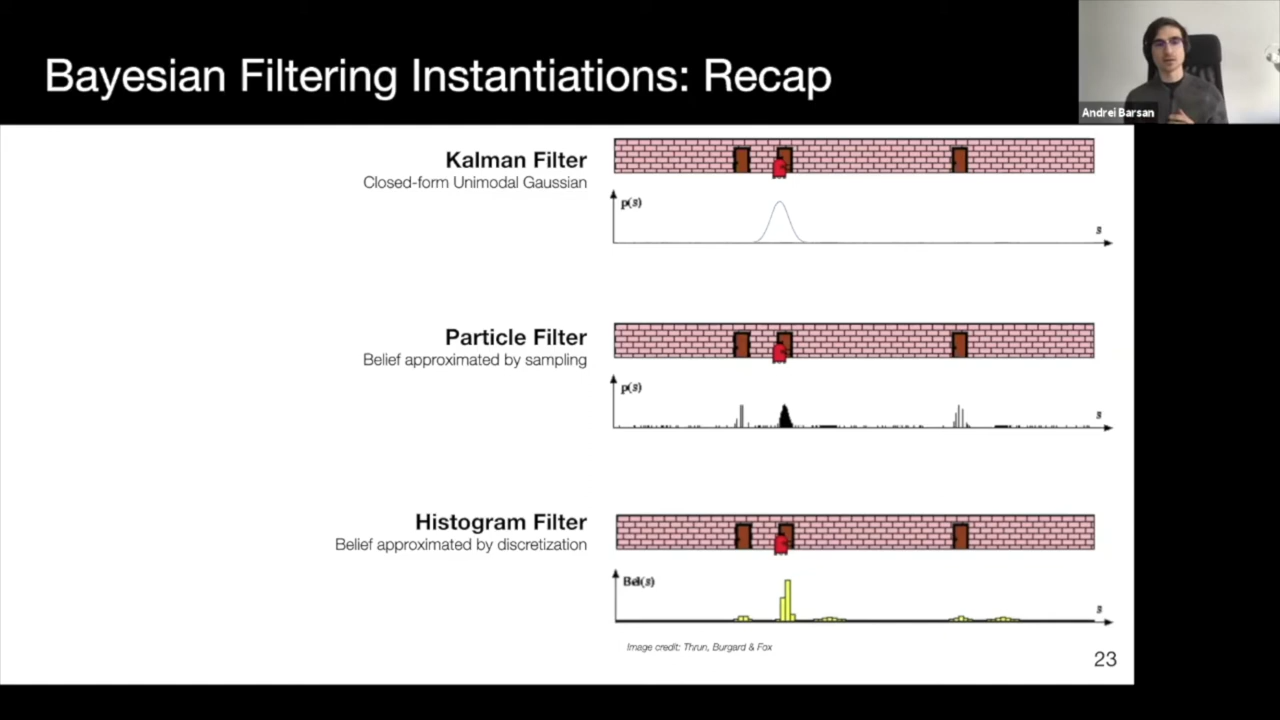 Bayesian Filtering Instantiations: Recap
Andrei Barsan
Kalman Filter
Closed-form Unimodal Gaussian
p(s)
s
Particle Filter
Belief approximated by sampling
p(s)
s
Histogram Filter
Belief approximated by discretization
Bel(s)
s
Image credit: Thrun, Burgard & Fox
23